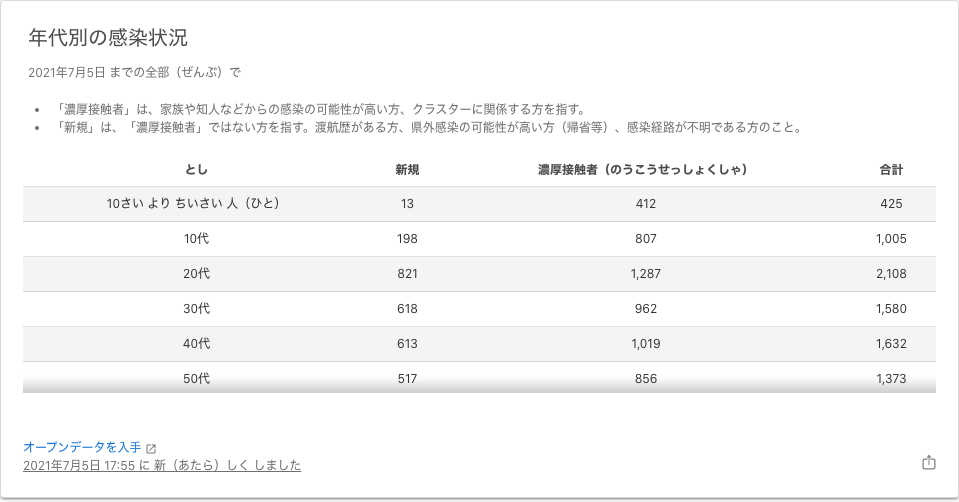 年代別の感染状況
2021年7月5日 までの全部（ぜんぶ）で
• 「濃厚接触者」は、家族や知人などからの感染の可能性が高い方、クラスターに関係する方を指す。
• 「新規」は、「濃厚接触者」ではない方を指す。渡航歴がある方、県外感染の可能性が高い方（帰省等）、感染経路が不明である方のこと。
とし 新規 濃厚接触者（のうこうせっしょくしゃ） 合計
10さい より ちいさい 人（ひと） 13 412 425
10代 198 807 1,005
20代 821 1,287 2,108
30代 618 962 1,580
40代 613 1,019 1,632
50代 517 856 1,373
オープンデータを入手
2021年7月5日 17:55 に 新（あたら）しく しました